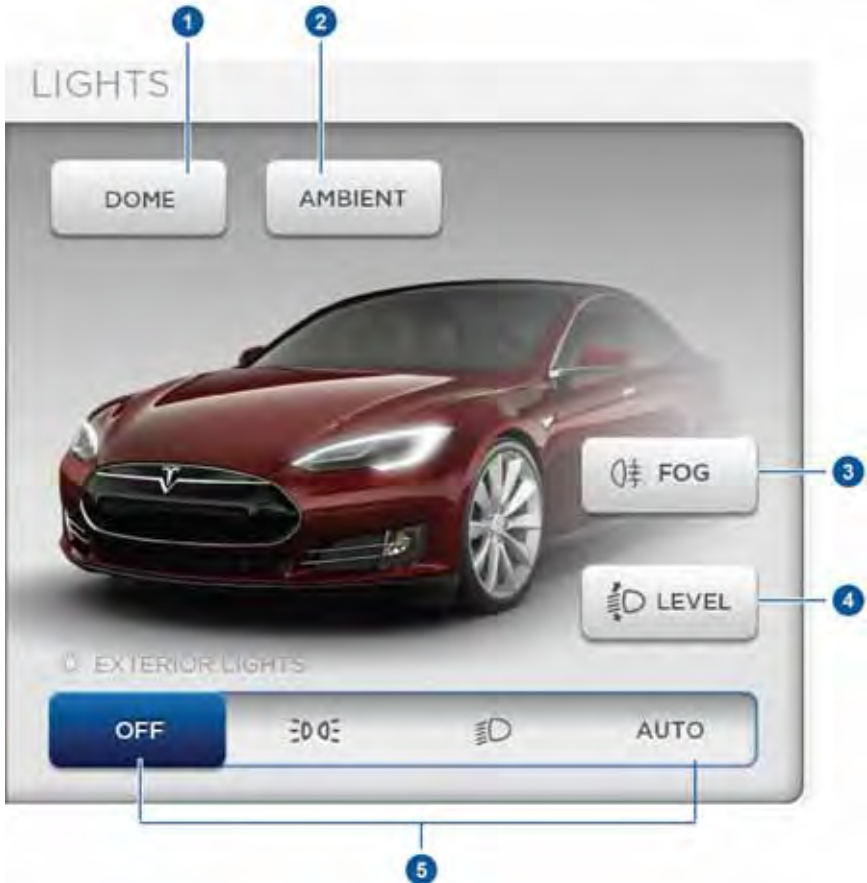 1
2
LIGHTS
DOME
AMBIENT
FOG
3
LEVEL
4
EXTERIOR LIGHTS
OFF
AUTO
5